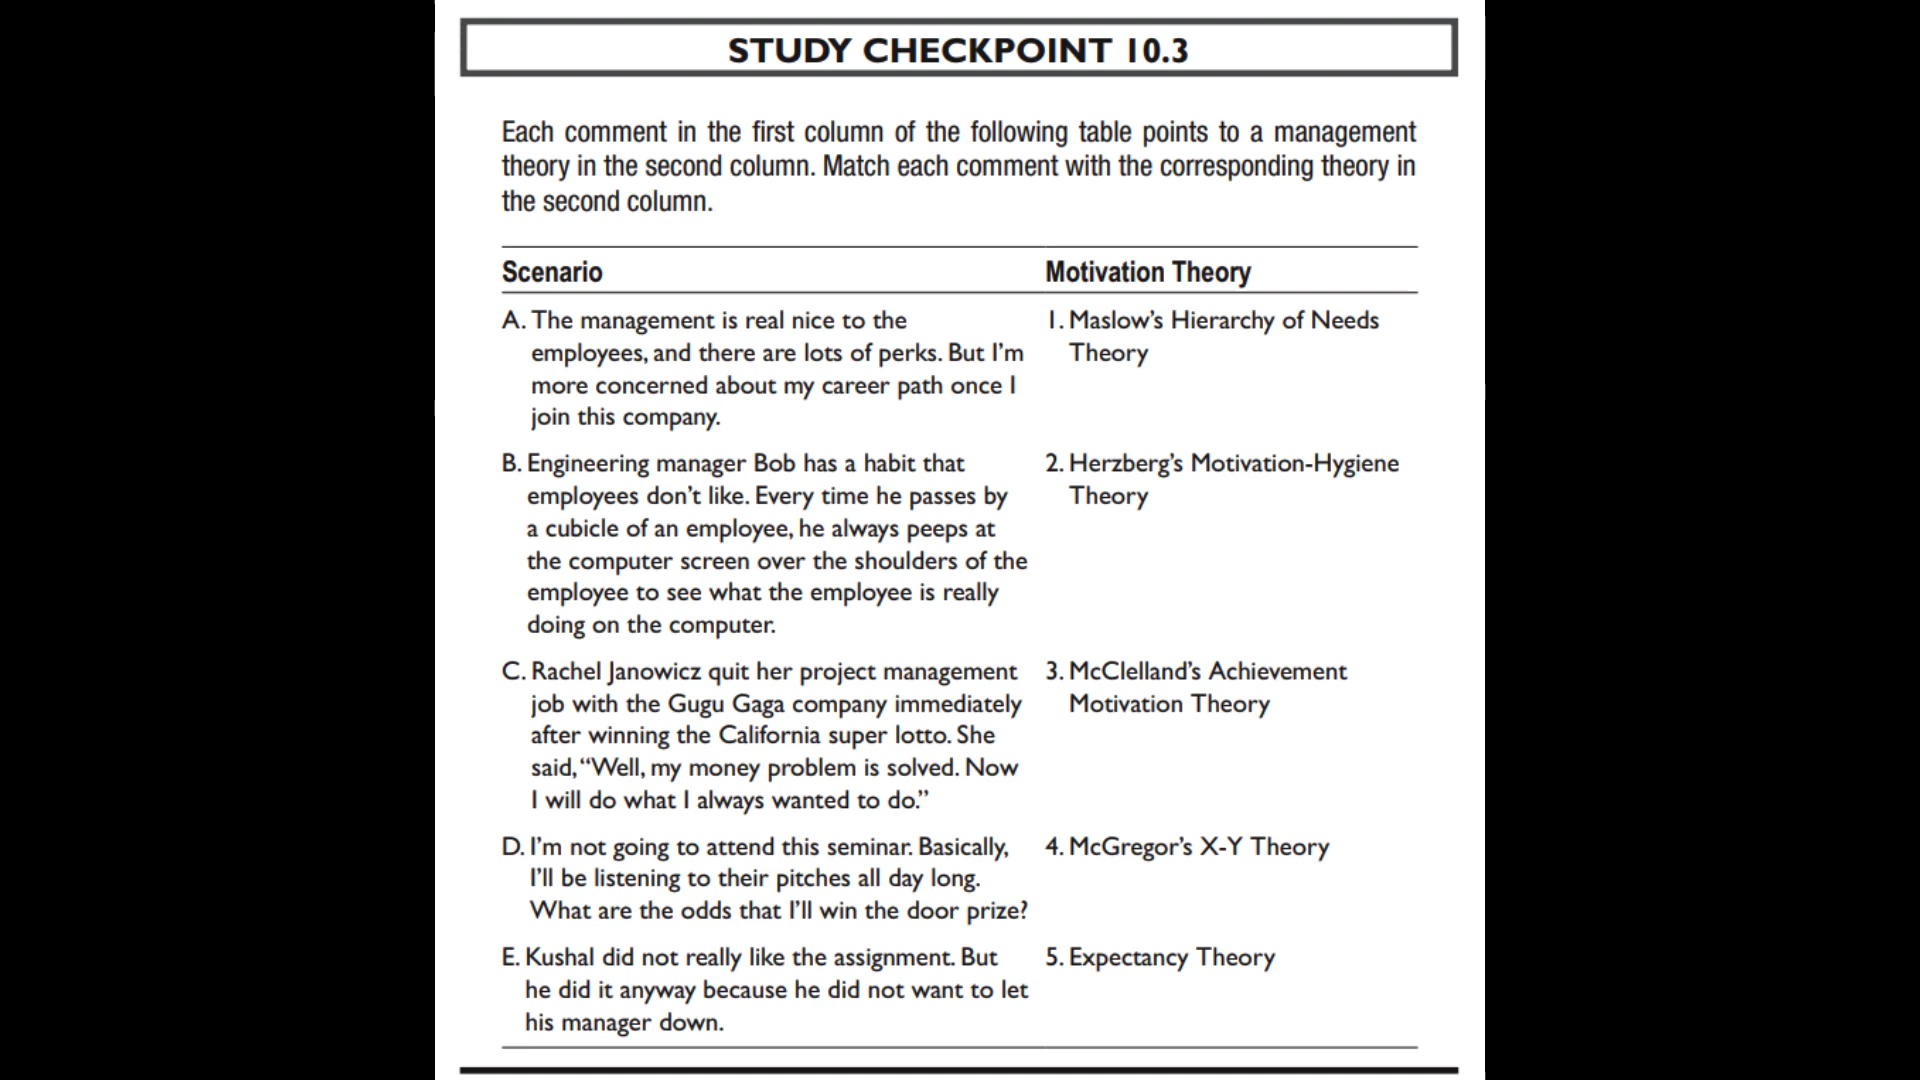 STUDY CHECKPOINT 10.3
Each comment in the first column of the following table points to a management
theory in the second column. Match each comment with the corresponding theory in
the second column.
Scenario
Motivation Theory
A. The management is real nice to the
employees, and there are lots of perks. But I'm
more concerned about my career path once I
join this company.
1. Maslow's Hierarchy of Needs
Theory
B. Engineering manager Bob has a habit that
employees don't like. Every time he passes by
a cubicle of an employee, he always peeps at
the computer screen over the shoulders of the
employee to see what the employee is really
doing on the computer.
2. Herzberg's Motivation-Hygiene
Theory
C. Rachel Janowicz quit her project management
job with the Gugu Gaga company immediately
after winning the California super lotto. She
said, “Well, my money problem is solved. Now
I will do what I always wanted to do.”
3. McClelland's Achievement
Motivation Theory
D. I'm not going to attend this seminar. Basically,
I'll be listening to their pitches all day long.
What are the odds that I'll win the door prize?
4. McGregor's X-Y Theory
E. Kushal did not really like the assignment. But
he did it anyway because he did not want to let
his manager down.
5. Expectancy Theory